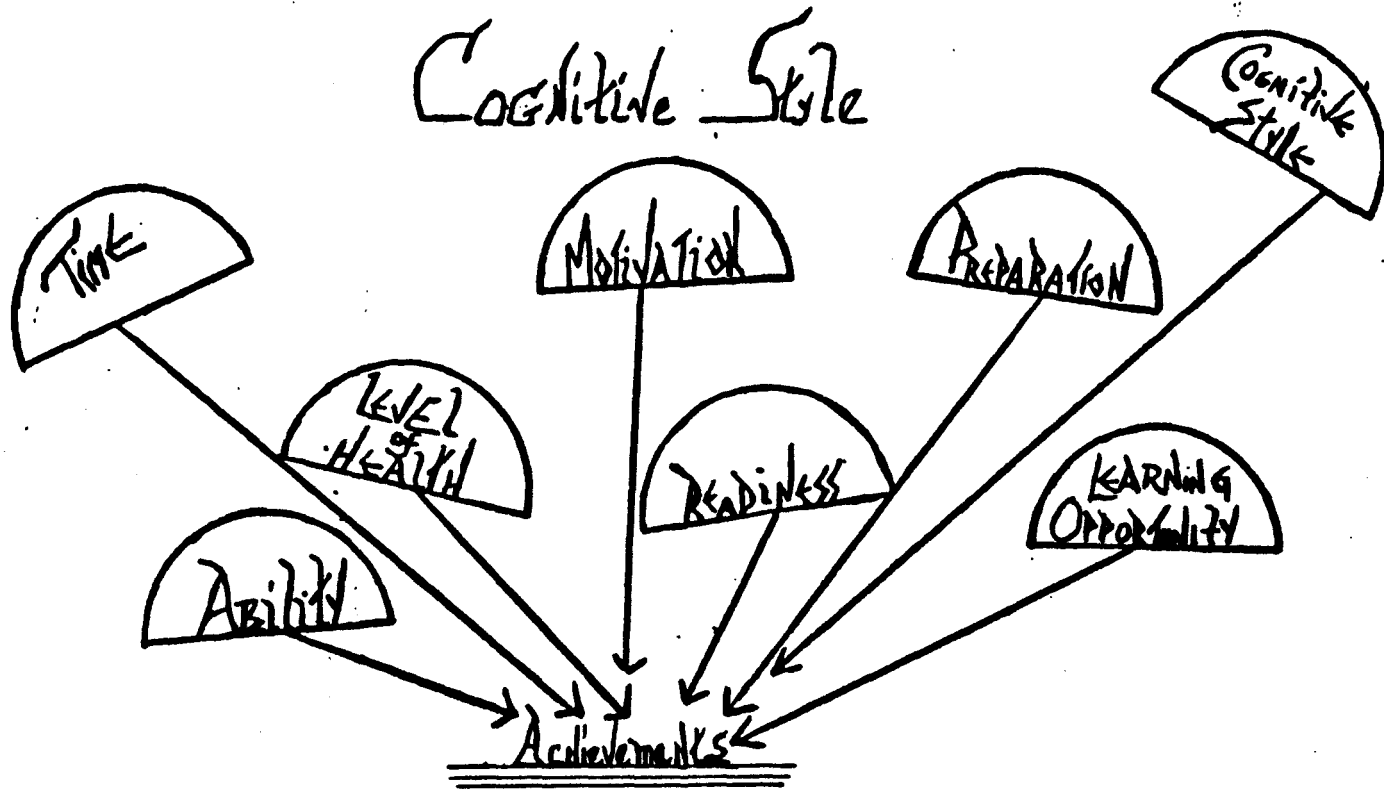 Cognitive Style
Cognitive
Style
Time
Motivation
Preparation
Level
of
Health
Readiness
Learning
Opportunity
Ability
Achievements